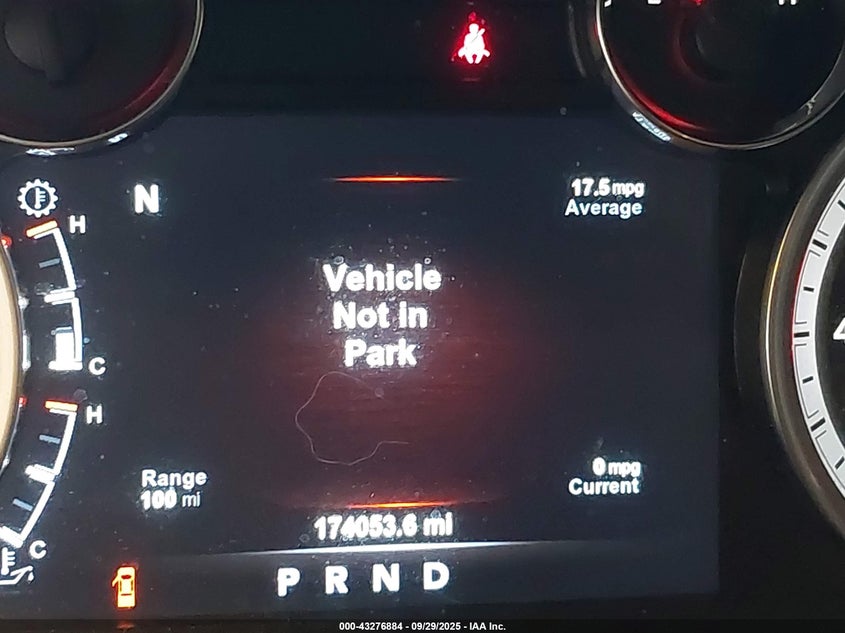 N
17.5 mpg
Average
H
Vehicle
Not in
Park
C
H
Range
100 mi
0 mpg
Current
174053.6 mi
C
P R N D
000-43276884 - 09/29/2025 - IAA Inc.